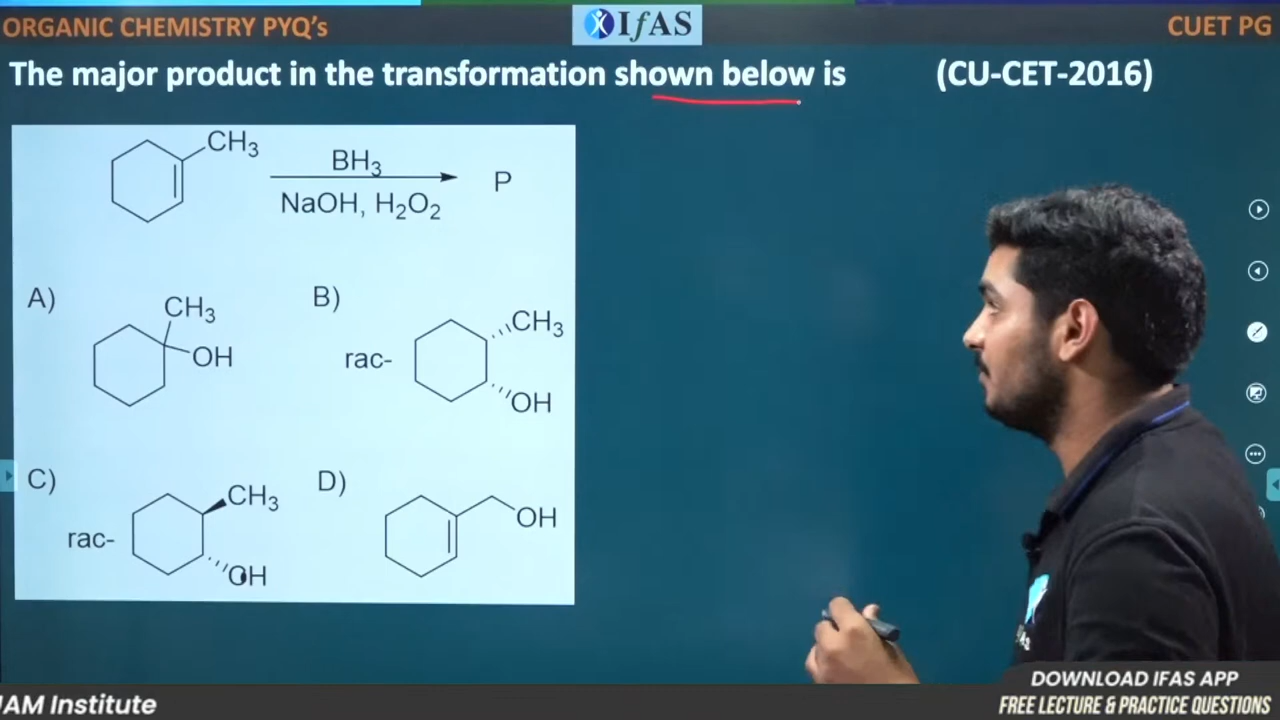 ORGANIC CHEMISTRY PYQ's
IfAS
CUET PG
The major product in the transformation shown below is (CU-CET-2016)
CH3
BH3
NaOH, H2O2
P
A)
CH3
OH
B)
rac-
CH3
OH
C)
rac-
CH3
OH
D)
OH
DOWNLOAD IFAS APP
JAM Institute
FREE LECTURE & PRACTICE QUESTIONS